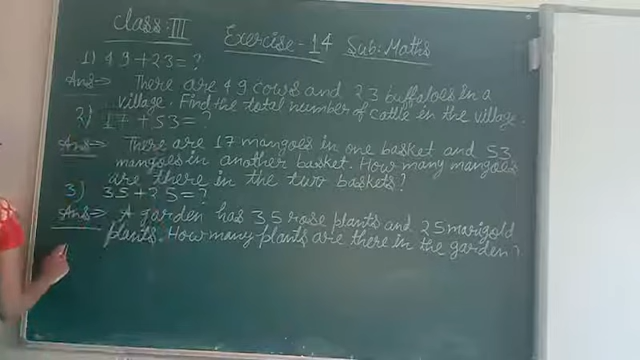 Class: III Exercise - 14 Sub: Maths
1) 49+23=?
Ans⇒ There are 49 cows and 23 buffaloes in a
village. Find the total number of cattle in the village.
2) 17+53=?
Ans⇒ There are 17 mangoes in one basket and 53
mangoes in another basket. How many mangoes
are there in the two baskets?
3) 35+25=?
Ans⇒ A garden has 35 rose plants and 25 marigold
plants. How many plants are there in the garden?